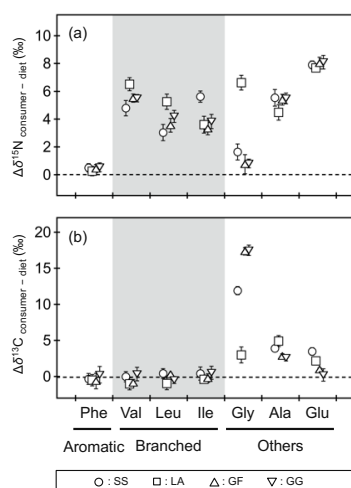 (a)
Δδ¹⁵N consumer – diet (‰)
10
8
6
4
2
0
(b)
Δδ¹³C consumer – diet (‰)
20
15
10
5
0
Phe Val Leu Ile Gly Ala Glu
Aromatic Branched Others
○ : SS □ : LA △ : GF ◇ : GG